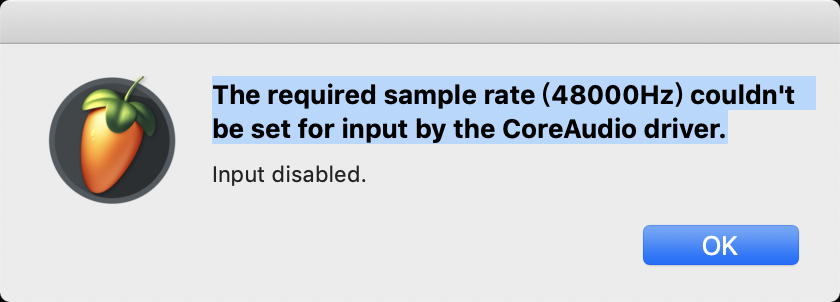 The required sample rate (48000Hz) couldn't
be set for input by the CoreAudio driver.
Input disabled.
OK